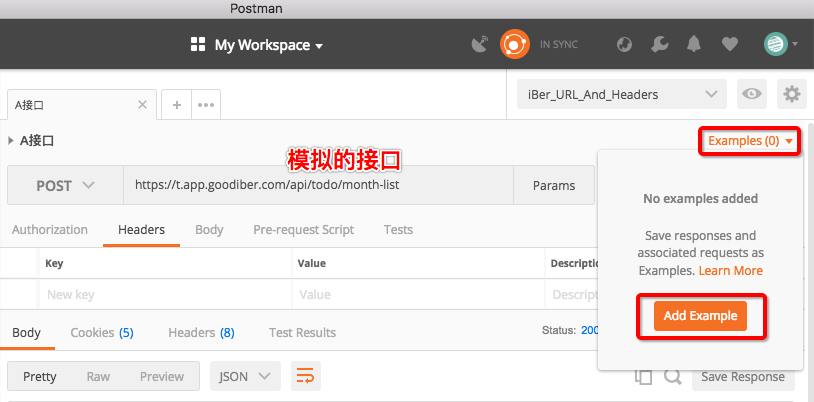 Postman
My Workspace
IN SYNC
A接口
iBer_URL_And_Headers
A接口
Examples (0)
模拟的接口
POST
https://t.app.goodiber.com/api/todo/month-list
Params
No examples added
Save responses and
associated requests as
Examples. Learn More
Add Example
Authorization
Headers
Body
Pre-request Script
Tests
Key
Value
Descriptio
New key
Value
Descript
Body
Cookies (5)
Headers (8)
Test Results
Status: 200
Pretty
Raw
Preview
JSON
Save Response